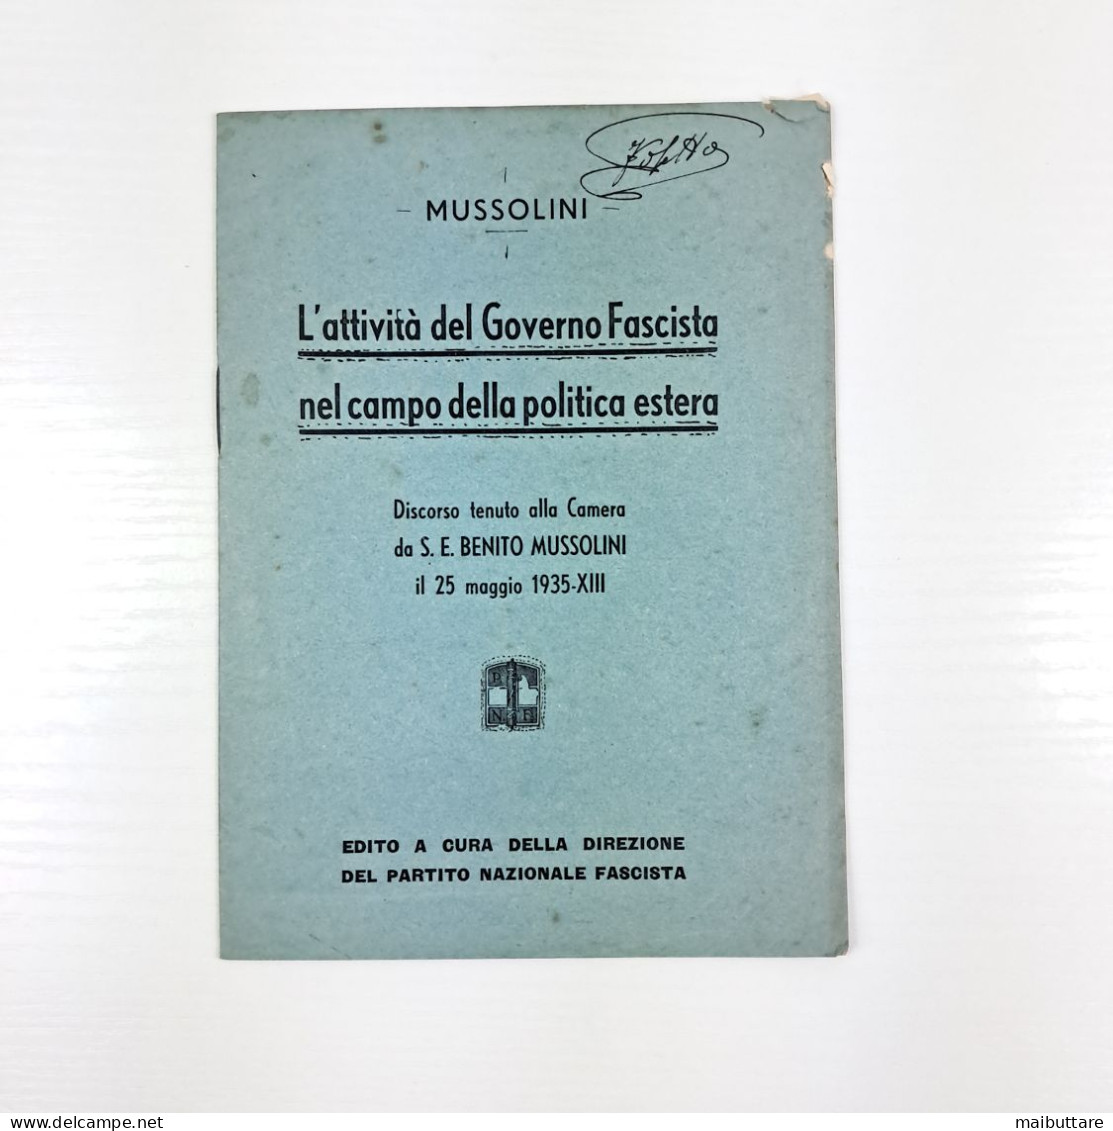 MUSSOLINI
L'attività del Governo Fascista
nel campo della politica estera
Discorso tenuto alla Camera
da S. E. BENITO MUSSOLINI
il 25 maggio 1935-XIII
P
N F
EDITO A CURA DELLA DIREZIONE
DEL PARTITO NAZIONALE FASCISTA
delcampe.net
maibuttare